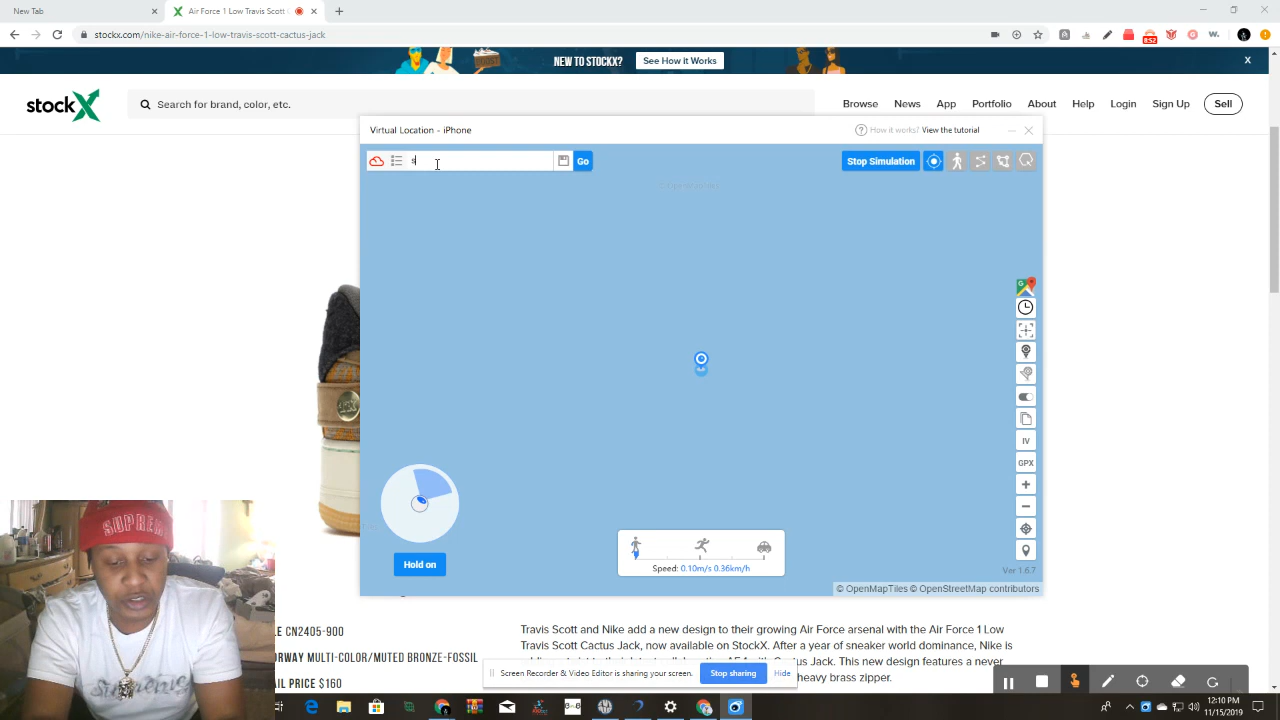 New Tab
Air Force 1 Low Travis Scott
stockx.com/nike-air-force-1-low-travis-scott-cactus-jack
8:52
BOOST
NEW TO STOCKX?
See How it Works
X
stockX
Search for brand, color, etc.
Browse
News
App
Portfolio
About
Help
Login
Sign Up
Sell
Virtual Location - iPhone
How it works? View the tutorial
s
Go
Stop Simulation
IV
GPX
Hold on
Speed: 0.10m/s 0.36km/h
Ver 1.6.7
© OpenMapTiles © OpenStreetMap contributors
SUPREME
LE CN2405-900
ORWAY MULTI-COLOR/MUTED BRONZE-FOSSIL
AIL PRICE $160
Travis Scott and Nike add a new design to their growing Air Force arsenal with the Air Force 1 Low
Travis Scott Cactus Jack, now available on StockX. After a year of sneaker world dominance, Nike is
heavy brass zipper.
Cactus Jack. This new design features a never
Screen Recorder & Video Editor is sharing your screen.
Stop sharing
Hide
12:10 PM
11/15/2019